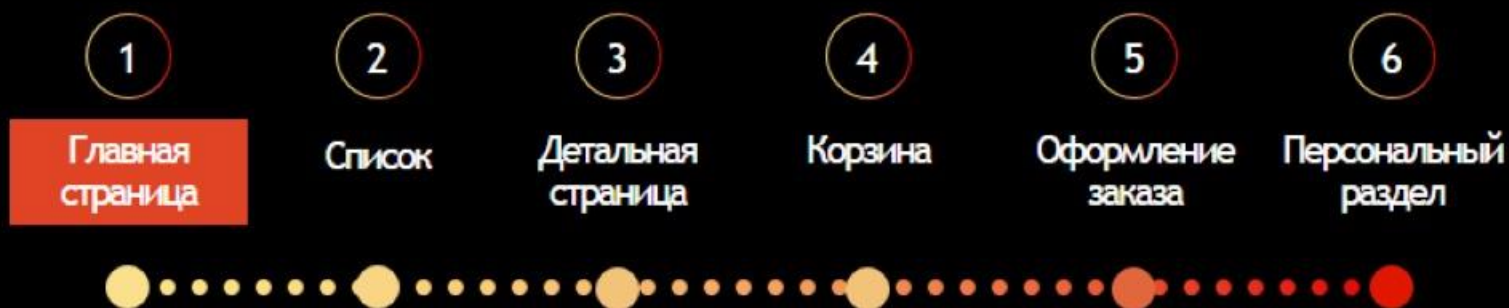 1
2
3
4
5
6
Главная
страница
Список
Детальная
страница
Корзина
Оформление
заказа
Персональный
раздел